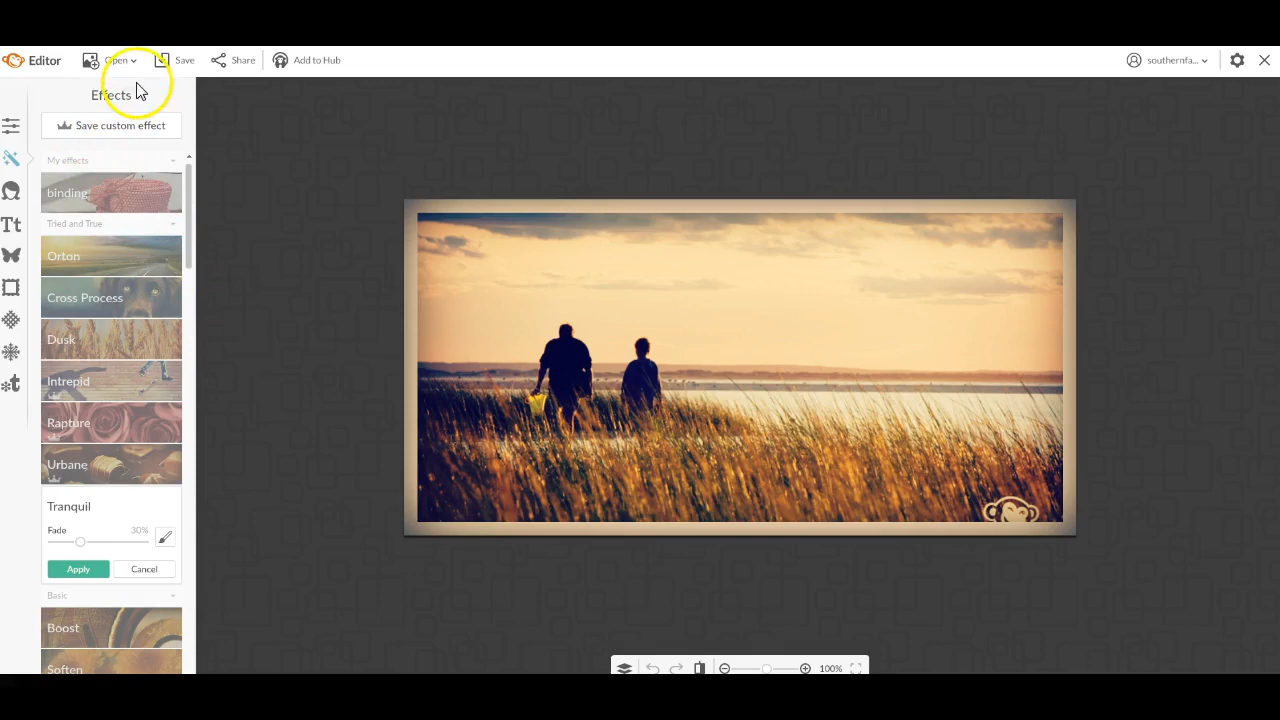 Editor Open Save Share Add to Hub southernfa...
Effects
Save custom effect
My effects
binding
Tried and True
Orton
Cross Process
Dusk
Intrepid
Rapture
Urbane
Tranquil
Fade 30%
Apply Cancel
Basic
Boost
Soften
100%
Tt
t